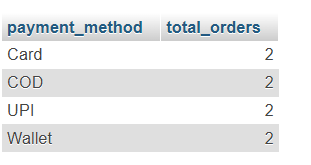 payment_method total_orders
Card 2
COD 2
UPI 2
Wallet 2